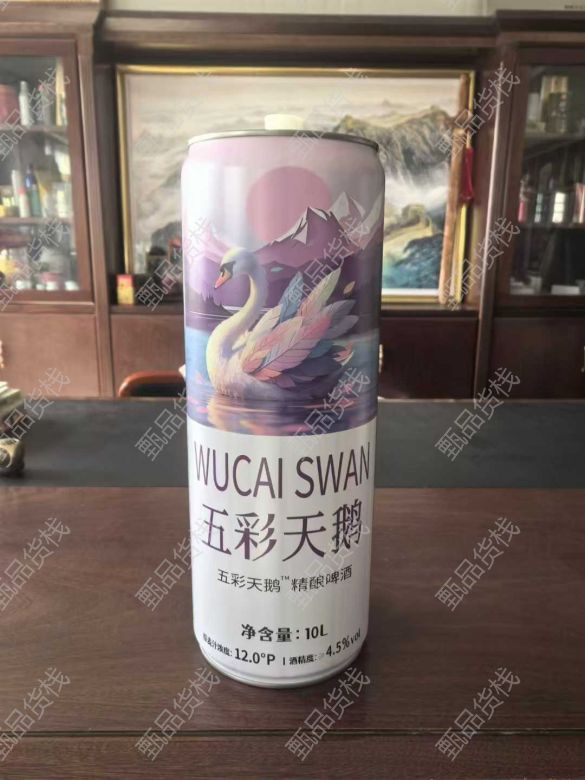 WUCAI SWAN
五彩天鹅
五彩天鹅™精酿啤酒
净含量：10L
原麦汁浓度：12.0°P | 酒精度：≥4.5%vol
甄品货栈